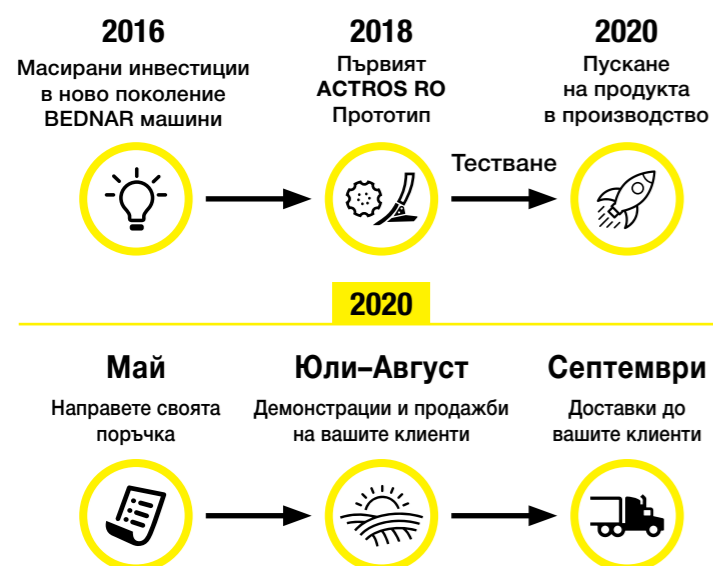 2016
Масирани инвестиции
в ново поколение
BEDNAR машини
2018
Първият
ACTROS RO
Прототип
2020
Пускане
на продукта
в производство
Тестване
2020
Май
Направете своята
поръчка
Юли–Август
Демонстрации и продажби
на вашите клиенти
Септември
Доставки до
вашите клиенти